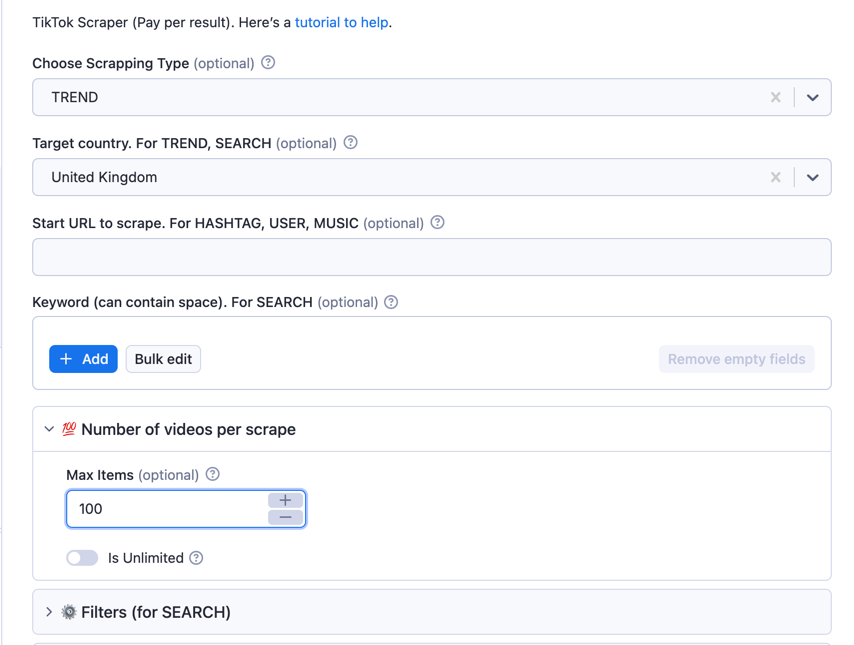 TikTok Scraper (Pay per result). Here's a tutorial to help.
Choose Scrapping Type (optional) ?
TREND
Target country. For TREND, SEARCH (optional) ?
United Kingdom
Start URL to scrape. For HASHTAG, USER, MUSIC (optional) ?
Keyword (can contain space). For SEARCH (optional) ?
+ Add Bulk edit Remove empty fields
💯 Number of videos per scrape
Max Items (optional) ?
100
Is Unlimited ?
Filters (for SEARCH)